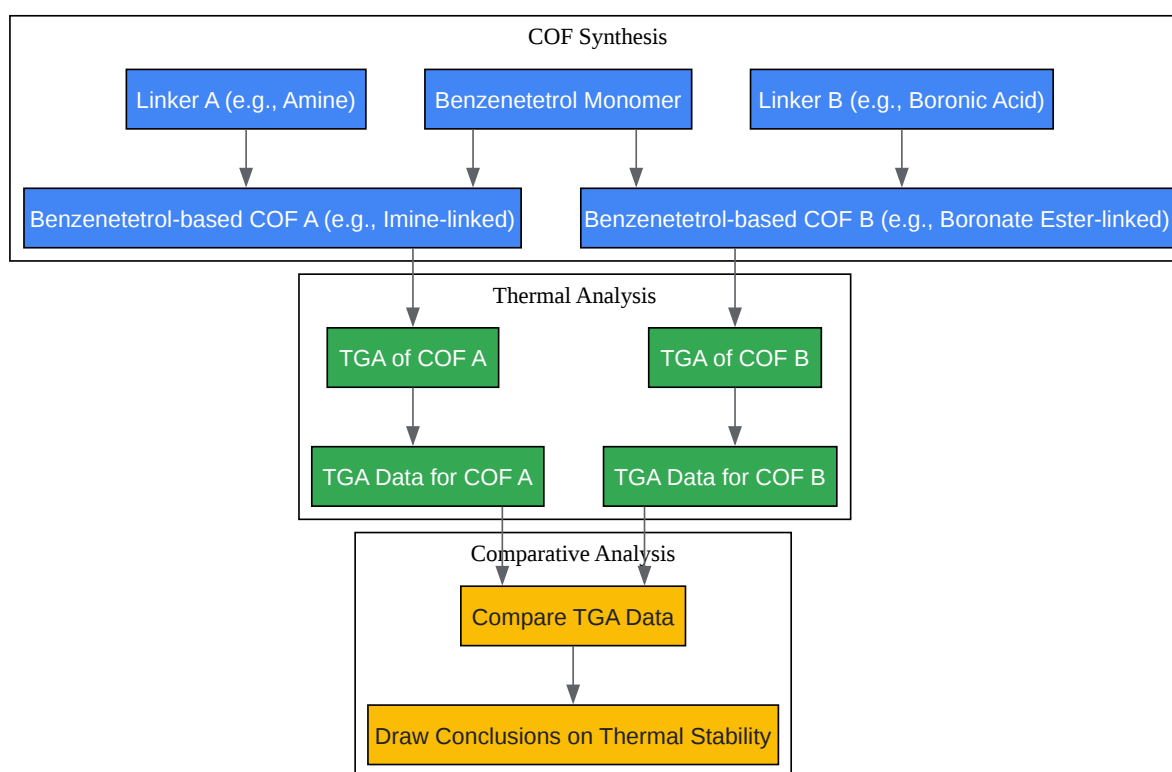 COF Synthesis
Linker A (e.g., Amine)
Benzenetetrol Monomer
Linker B (e.g., Boronic Acid)
Benzenetetrol-based COF A (e.g., Imine-linked)
Benzenetetrol-based COF B (e.g., Boronate Ester-linked)
Thermal Analysis
TGA of COF A
TGA of COF B
TGA Data for COF A
TGA Data for COF B
Comparative Analysis
Compare TGA Data
Draw Conclusions on Thermal Stability